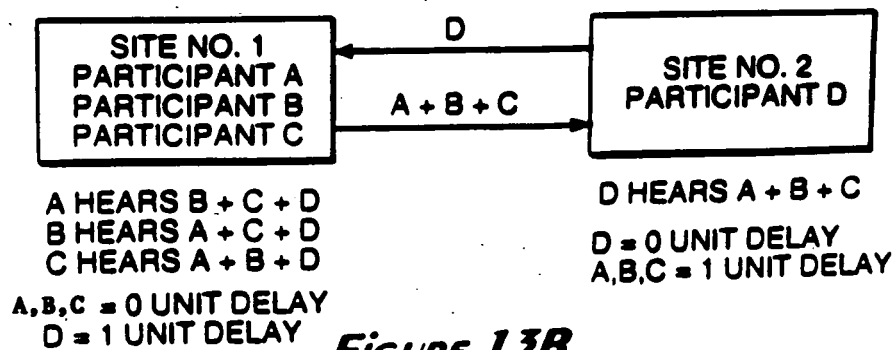 SITE NO. 1
PARTICIPANT A
PARTICIPANT B
PARTICIPANT C
D
A + B + C
SITE NO. 2
PARTICIPANT D
A HEARS B + C + D
B HEARS A + C + D
C HEARS A + B + D
A,B,C = 0 UNIT DELAY
D = 1 UNIT DELAY
D HEARS A + B + C
D = 0 UNIT DELAY
A,B,C = 1 UNIT DELAY
FIGURE 13B